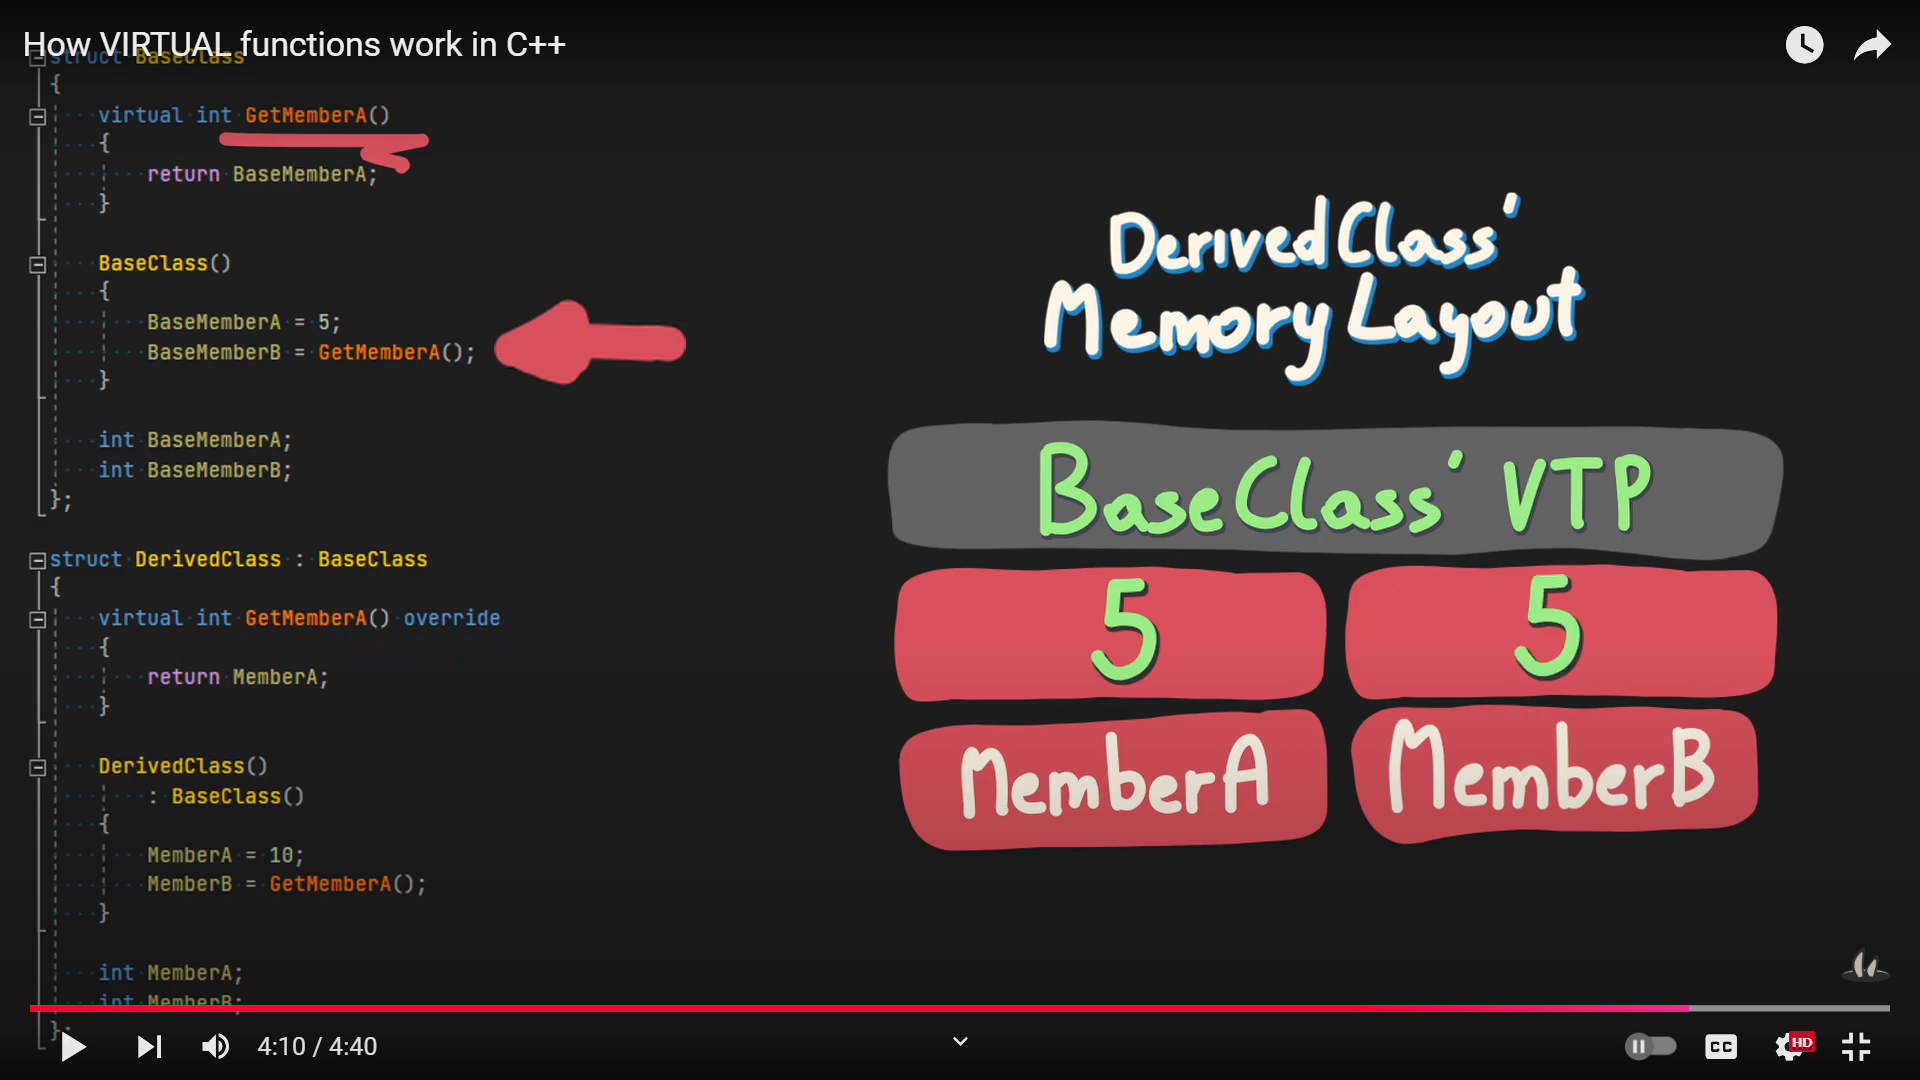 How VIRTUAL functions work in C++
struct BaseClass
{
virtual int GetMemberA()
{
return BaseMemberA;
}
BaseClass()
{
BaseMemberA = 5;
BaseMemberB = GetMemberA();
}
int BaseMemberA;
int BaseMemberB;
};
struct DerivedClass : BaseClass
{
virtual int GetMemberA() override
{
return MemberA;
}
DerivedClass()
: BaseClass()
{
MemberA = 10;
MemberB = GetMemberA();
}
int MemberA;
int MemberB;
};
DerivedClass'
Memory Layout
BaseClass' VTP
5 5
MemberA MemberB
4:10 / 4:40
CC
HD